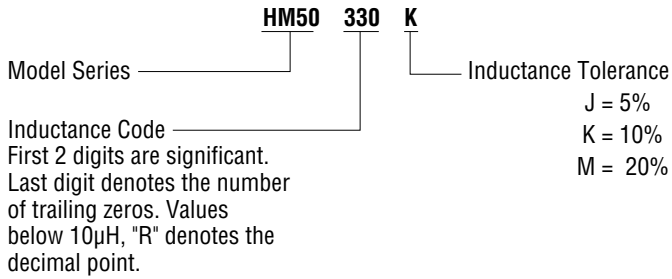 HM50 330 K
Model Series
Inductance Tolerance
J = 5%
K = 10%
M = 20%
Inductance Code
First 2 digits are significant.
Last digit denotes the number
of trailing zeros. Values
below 10µH, "R" denotes the
decimal point.